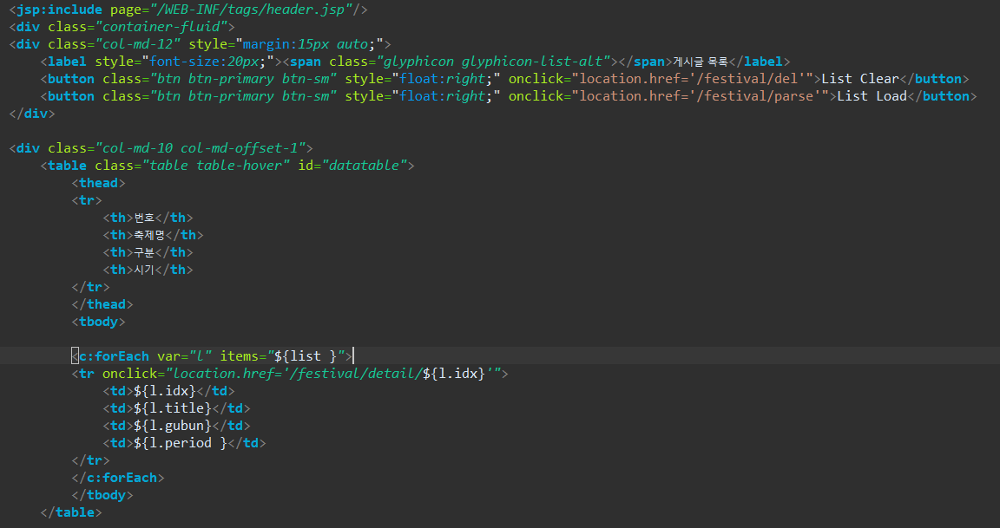 <jsp:include page="/WEB-INF/tags/header.jsp"/>
<div class="container-fluid">
<div class="col-md-12" style="margin:15px auto;">
    <label style="font-size:20px;"><span class="glyphicon glyphicon-list-alt"></span>게시글 목록</label>
    <button class="btn btn-primary btn-sm" style="float:right;" onclick="location.href='/festival/del'">List Clear</button>
    <button class="btn btn-primary btn-sm" style="float:right;" onclick="location.href='/festival/parse'">List Load</button>
</div>

<div class="col-md-10 col-md-offset-1">
    <table class="table table-hover" id="datatable">
        <thead>
        <tr>
            <th>번호</th>
            <th>축제명</th>
            <th>구분</th>
            <th>시기</th>
        </tr>
        </thead>
        <tbody>

        <c:forEach var="l" items="${list }">
        <tr onclick="location.href='/festival/detail/${l.idx}'">
            <td>${l.idx}</td>
            <td>${l.title}</td>
            <td>${l.gubun}</td>
            <td>${l.period }</td>
        </tr>
        </c:forEach>
        </tbody>
    </table>